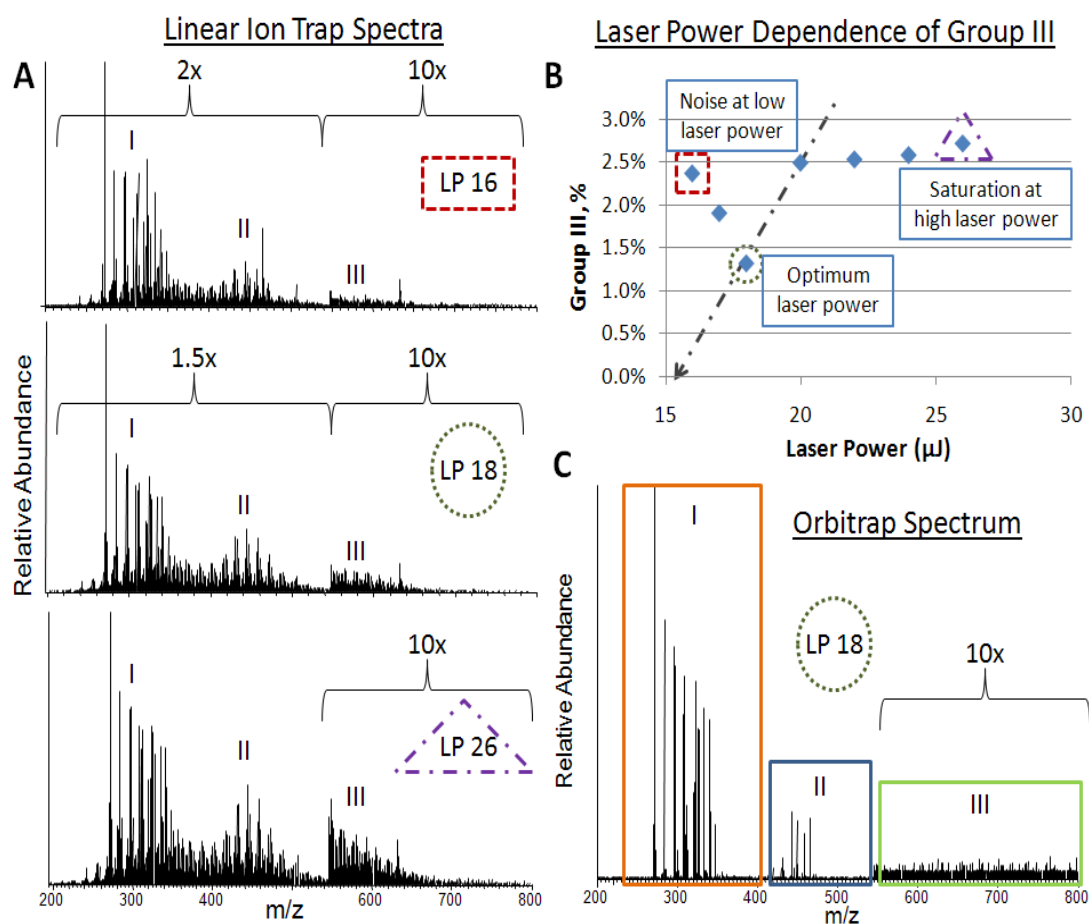 Linear Ion Trap Spectra
A
2x
10x
I
LP 16
II
III
1.5x
10x
I
LP 18
II
III
10x
I
LP 26
II
III
Relative Abundance
200 300 400 500 600 700 800
m/z
Laser Power Dependence of Group III
B
Noise at low
laser power
Saturation at
high laser power
Optimum
laser power
3.0%
2.5%
2.0%
1.5%
1.0%
0.5%
0.0%
Group III, %
15 20 25 30
Laser Power (µJ)
C
Orbitrap Spectrum
I
LP 18
10x
II
III
Relative Abundance
200 300 400 500 600 700 800
m/z